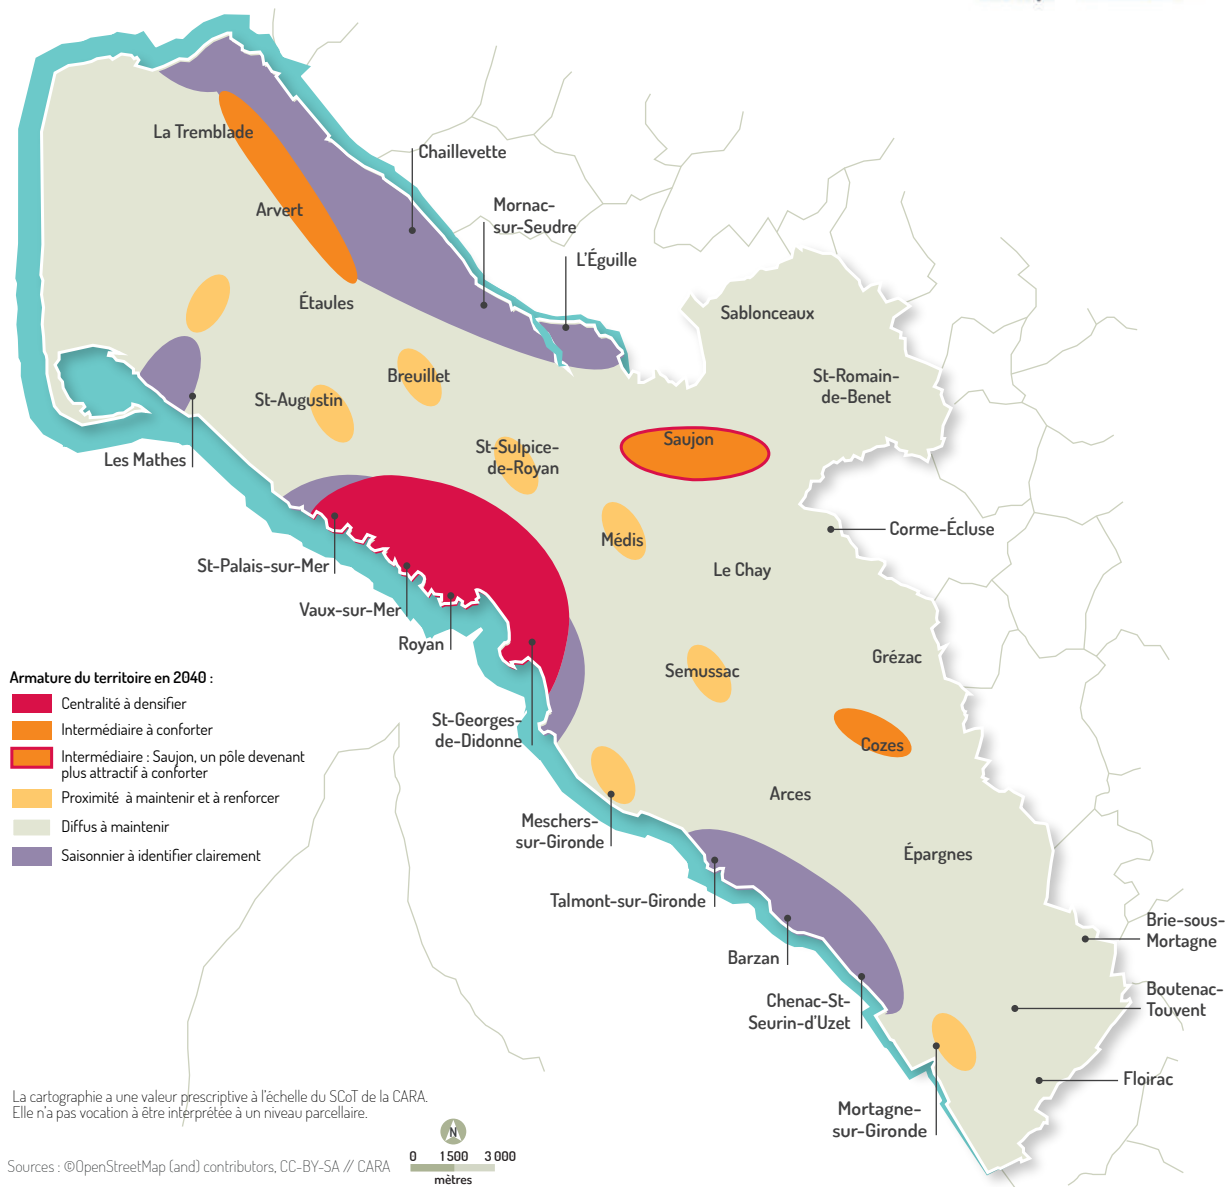 La Tremblade
Chaillevette
Arvert
Mornac-
sur-Seudre
L'Éguille
Étaules
Sablonceaux
Breuillet
St-Romain-
de-Benet
St-Augustin
Les Mathes
St-Sulpice-
de-Royan
Saujon
Corme-Écluse
Médis
Le Chay
St-Palais-sur-Mer
Vaux-sur-Mer
Royan
Grézac
Semussac
St-Georges-
de-Didonne
Cozes
Arces
Meschers-
sur-Gironde
Épargnes
Talmont-sur-Gironde
Barzan
Brie-sous-
Mortagne
Chenac-St-
Seurin-d'Uzet
Boutenac-
Touvent
Floirac
Mortagne-
sur-Gironde
Armature du territoire en 2040 :
Centralité à densifier
Intermédiaire à conforter
Intermédiaire : Saujon, un pôle devenant
plus attractif à conforter
Proximité à maintenir et à renforcer
Diffus à maintenir
Saisonnier à identifier clairement
La cartographie a une valeur prescriptive à l'échelle du SCoT de la CARA.
Elle n'a pas vocation à être interprétée à un niveau parcellaire.
Sources : ©OpenStreetMap (and) contributors, CC-BY-SA // CARA
N
0 1 500 3 000
mètres